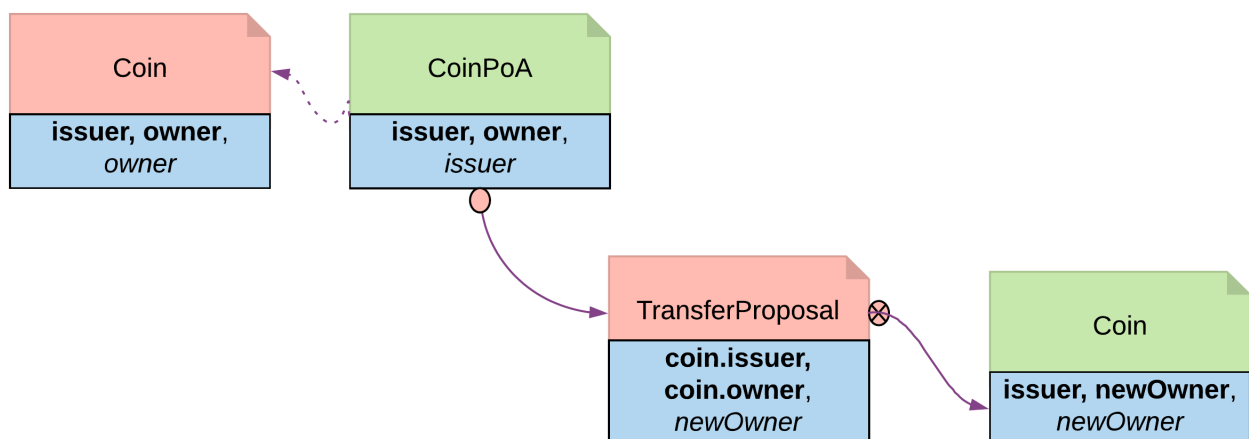 Coin
issuer, owner,
owner
CoinPoA
issuer, owner,
issuer
TransferProposal
coin.issuer,
coin.owner,
newOwner
Coin
issuer, newOwner,
newOwner